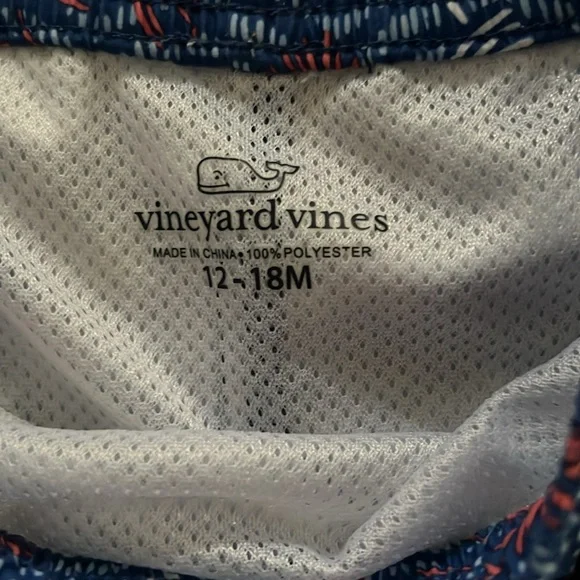 vineyard vines
MADE IN CHINA • 100% POLYESTER
12-18M